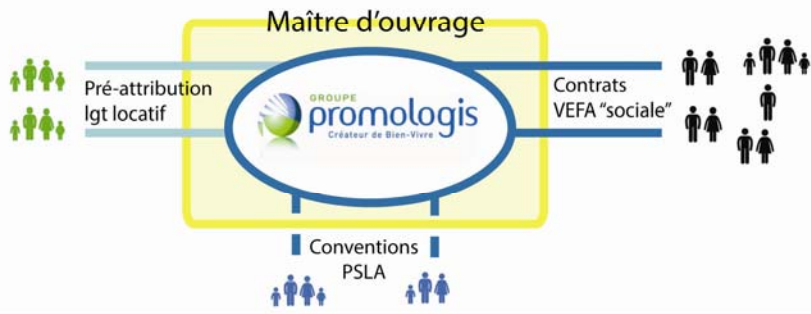 Maître d'ouvrage
Pré-attribution
lgt locatif
GROUPE
promologis
Créateur de Bien-Vivre
Contrats
VEFA "sociale"
Conventions
PSLA